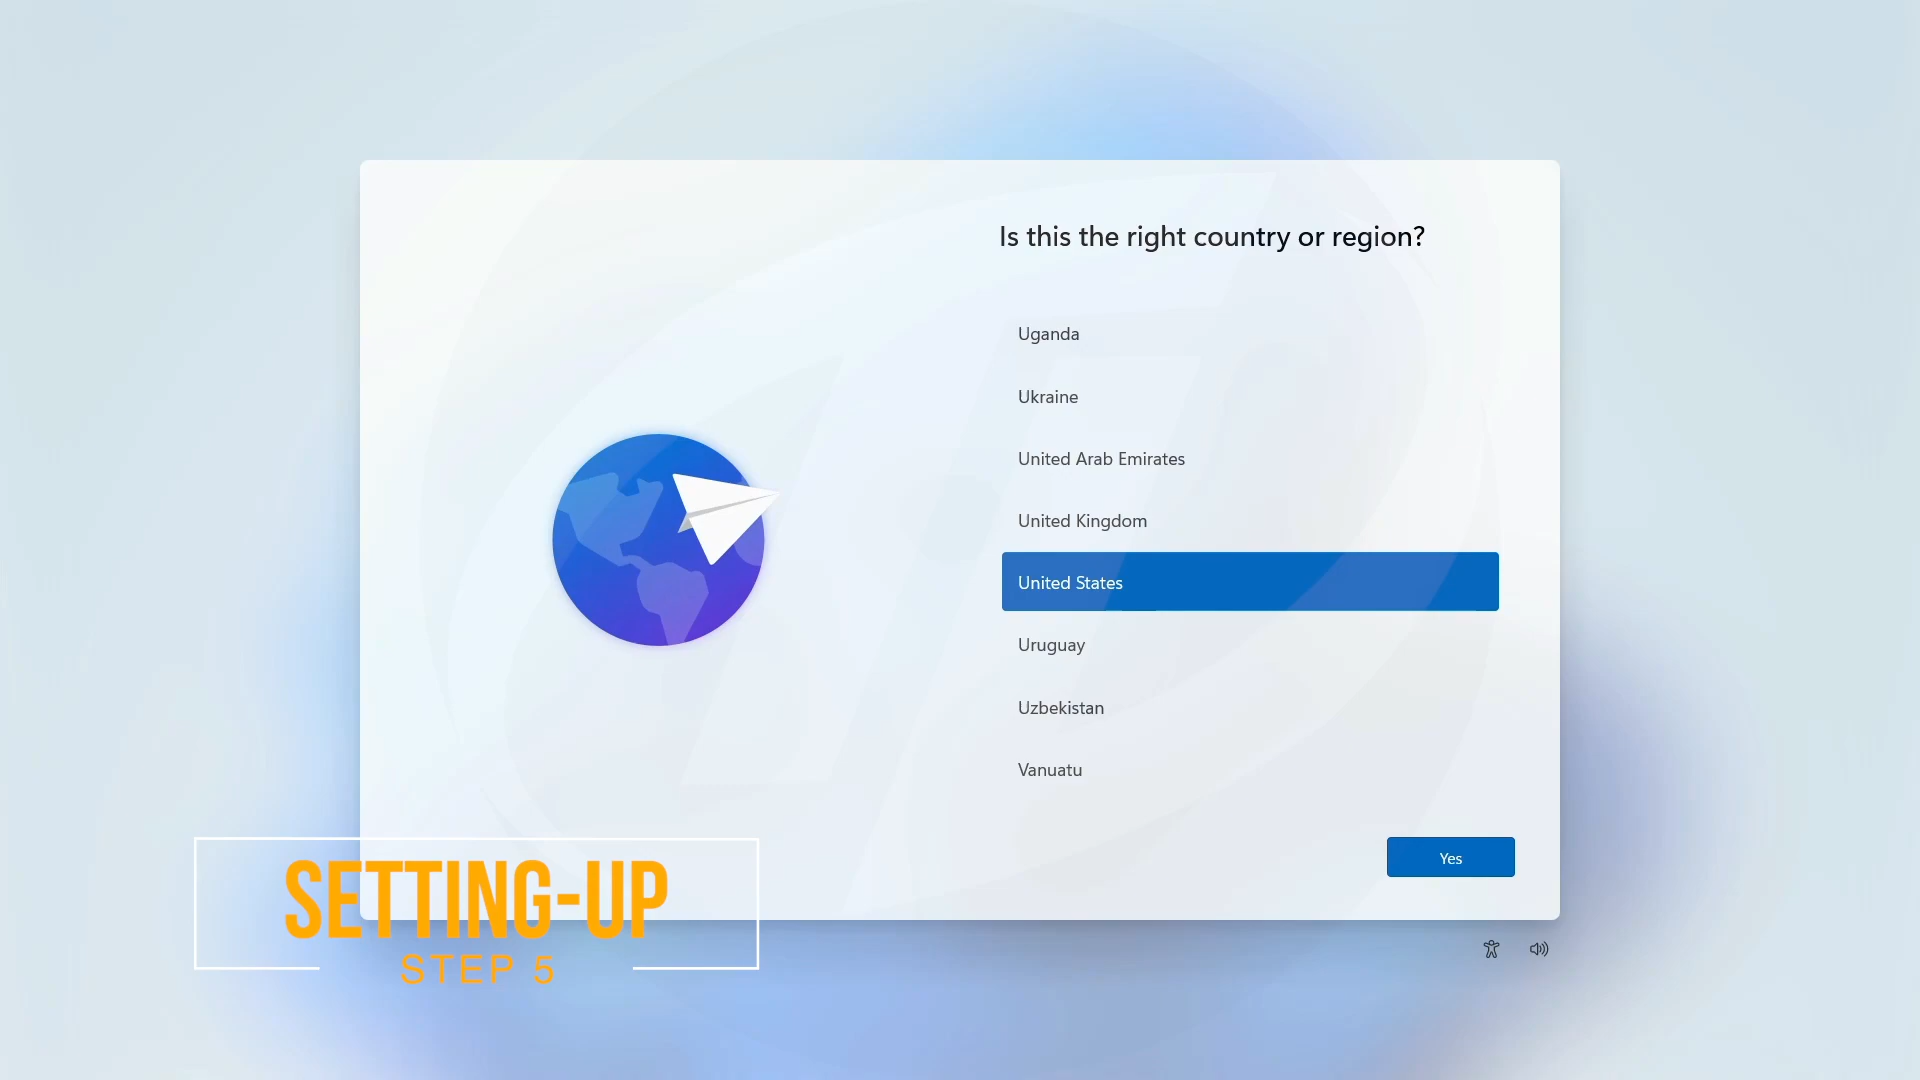 Is this the right country or region?
Uganda
Ukraine
United Arab Emirates
United Kingdom
United States
Uruguay
Uzbekistan
Vanuatu
Yes
SETTING-UP
STEP 5